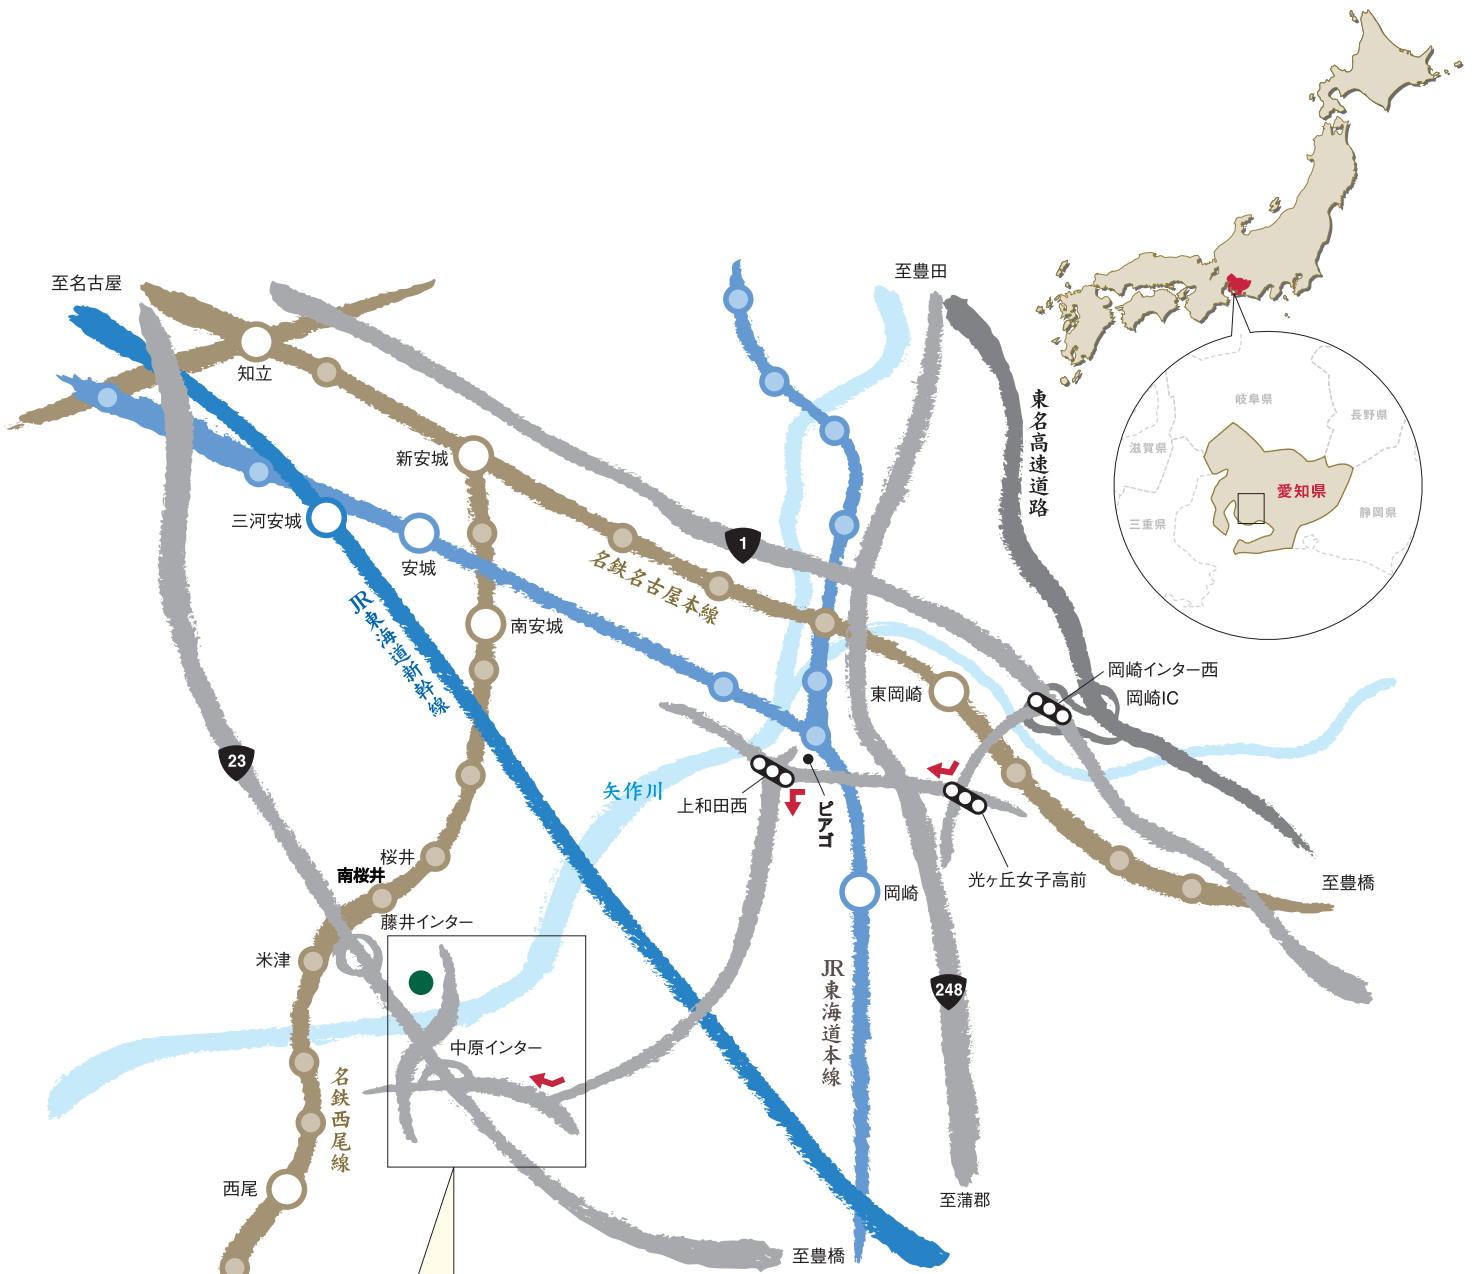 至名古屋
至豊田
知立
東名高速道路
岐阜県
長野県
滋賀県
愛知県
三重県
静岡県
新安城
三河安城
1
安城
名鉄名古屋本線
JR東海道新幹線
南安城
岡崎インター西
東岡崎
岡崎IC
23
矢作川
上和田西
ピアゴ
桜井
南桜井
光ヶ丘女子高前
至豊橋
岡崎
藤井インター
米津
JR東海道本線
248
中原インター
名鉄西尾線
西尾
至蒲郡
至豊橋